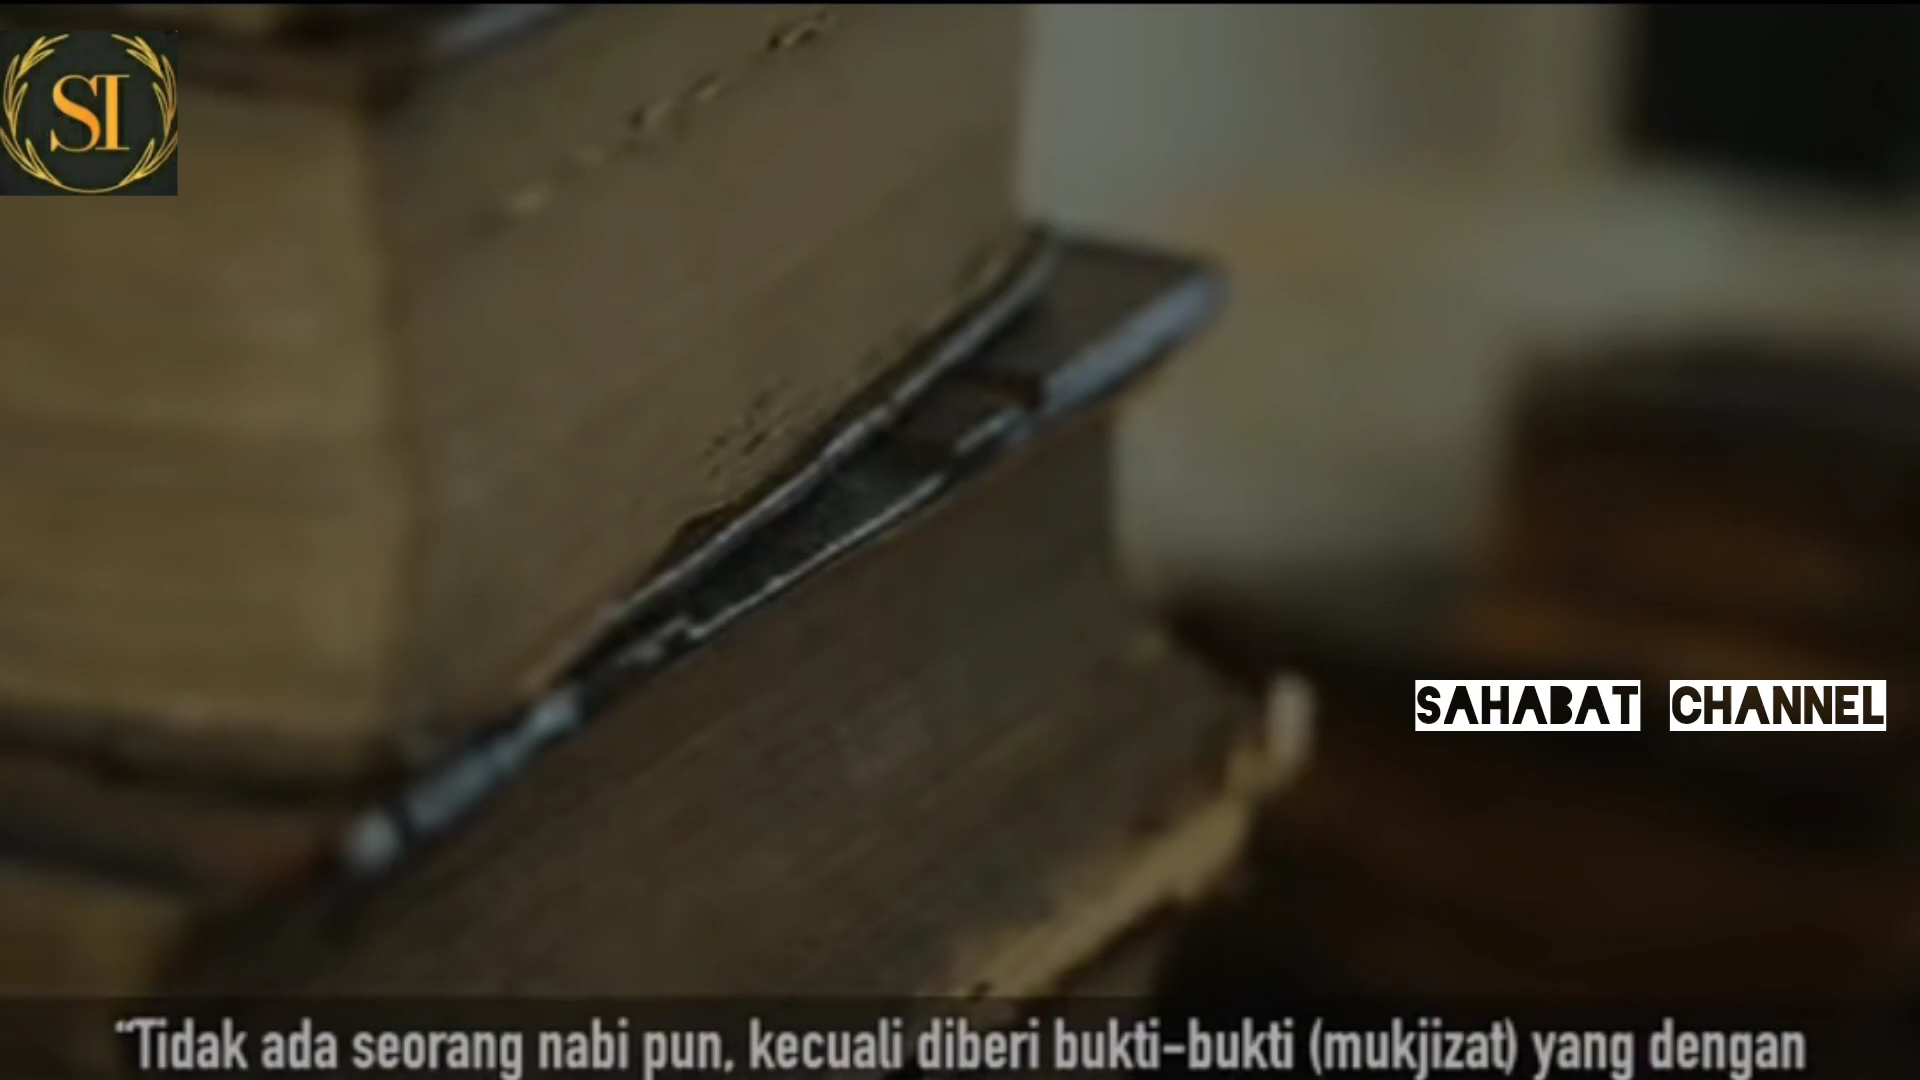 SI
SAHABAT CHANNEL
“Tidak ada seorang nabi pun, kecuali diberi bukti-bukti (mukjizat) yang dengan